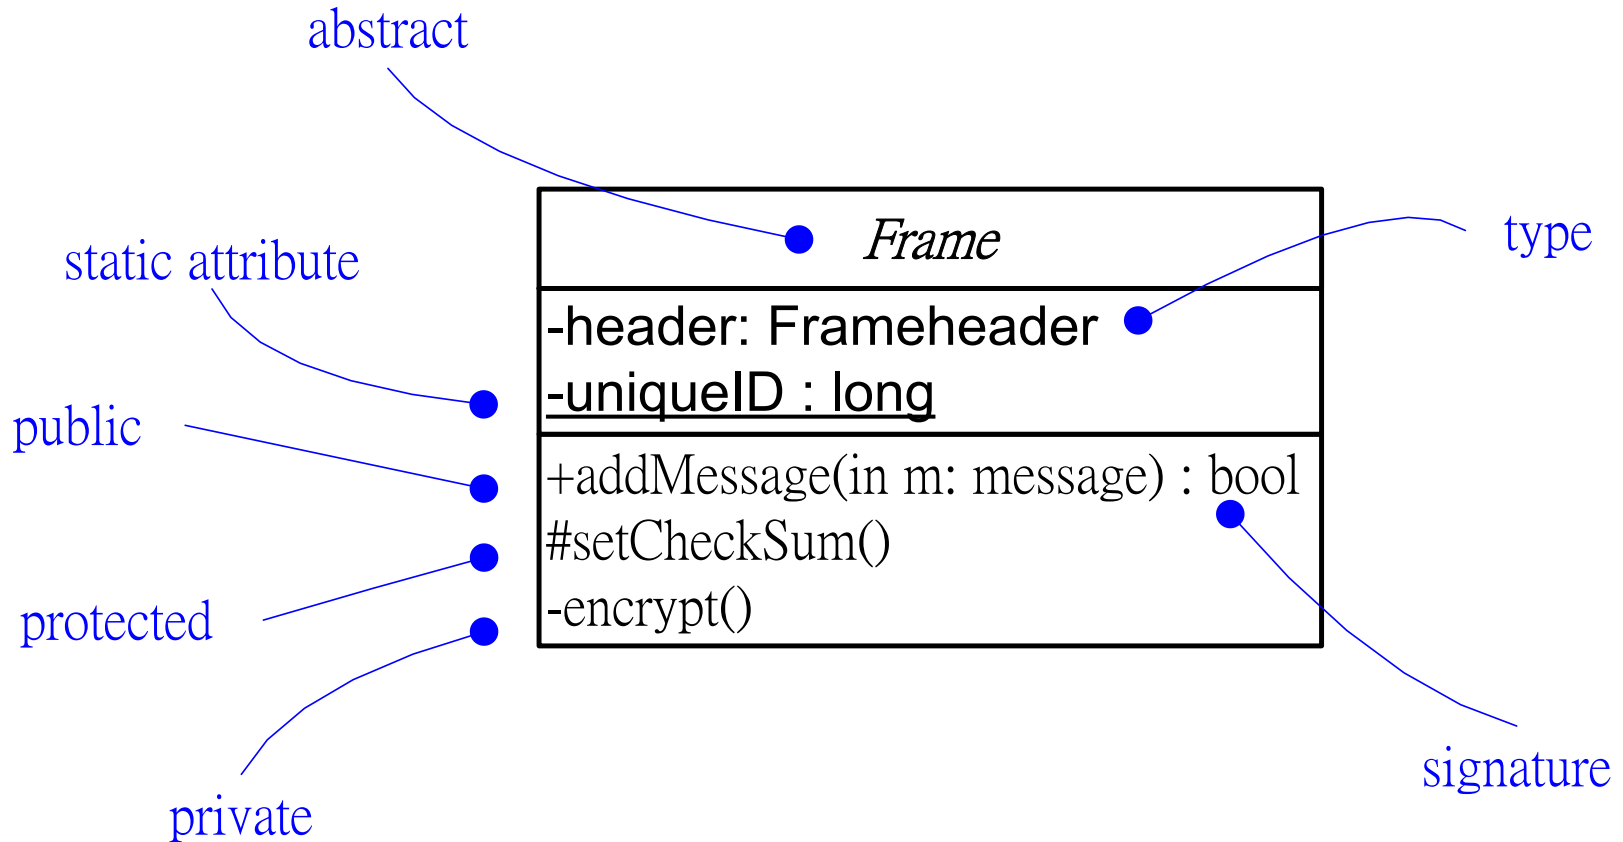 abstract
Frame
type
static attribute
-header: Frameheader
-uniqueID : long
public
+addMessage(in m: message) : bool
#setCheckSum()
-encrypt()
protected
signature
private